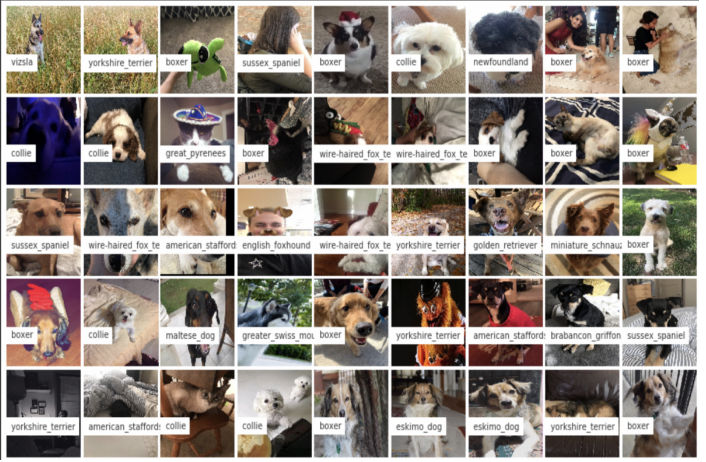 vizsla
yorkshire_terrier
boxer
sussex_spaniel
boxer
collie
newfoundland
boxer
boxer
collie
collie
great_pyrenees
boxer
wire-haired_fox_te
wire-haired_fox_te
boxer
boxer
boxer
sussex_spaniel
wire-haired_fox_te
american_staffords
english_foxhound
wire-haired_fox_te
yorkshire_terrier
golden_retriever
miniature_schnauz
boxer
boxer
collie
maltese_dog
greater_swiss_mou
boxer
yorkshire_terrier
american_staffords
brabancon_griffon
sussex_spaniel
yorkshire_terrier
american_staffords
collie
collie
boxer
eskimo_dog
eskimo_dog
yorkshire_terrier
boxer